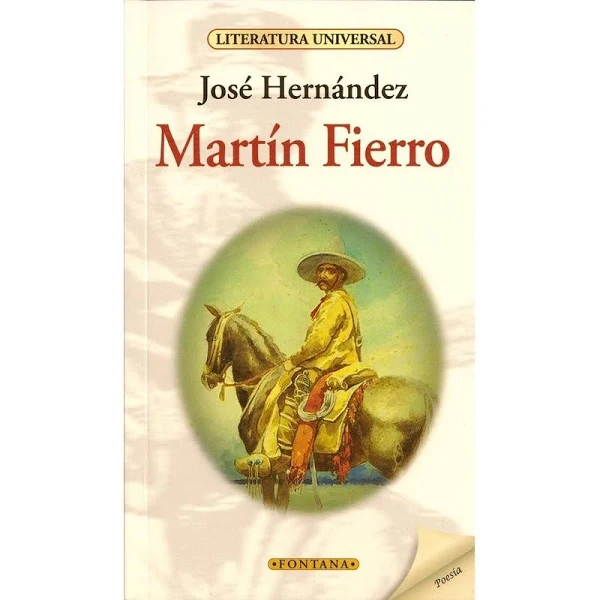 LITERATURA UNIVERSAL
José Hernández
Martín Fierro
•FONTANA•
Poesía